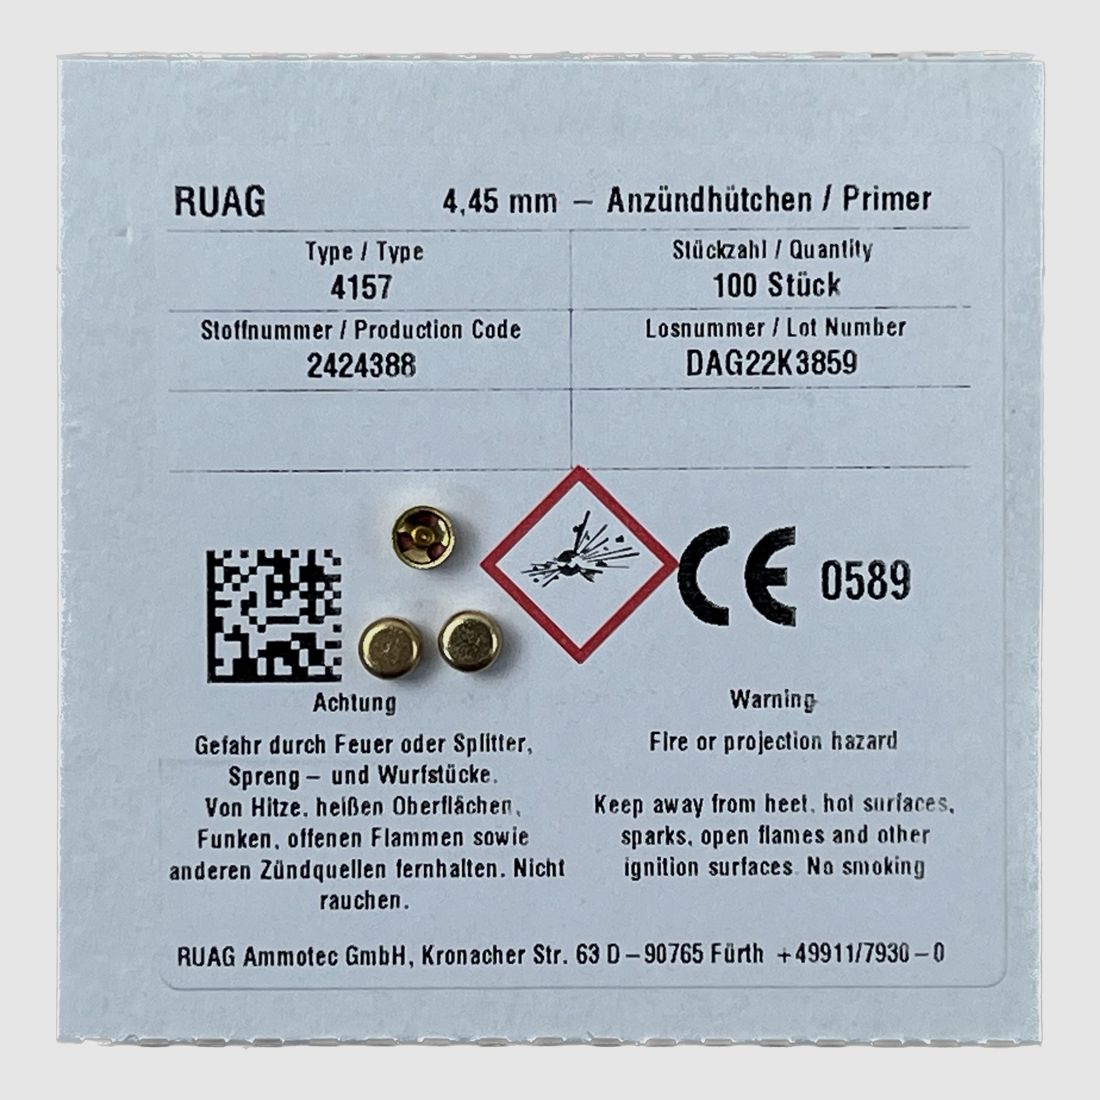 RUAG 4,45 mm – Anzündhütchen / Primer
Type / Type Stückzahl / Quantity
4157 100 Stück
Stoffnummer / Production Code Losnummer / Lot Number
2424388 DAG22K3859
CE 0589
Achtung
Gefahr durch Feuer oder Splitter,
Spreng – und Wurfstücke.
Von Hitze, heißen Oberflächen,
Funken, offenen Flammen sowie
anderen Zündquellen fernhalten. Nicht
rauchen.
Warning
Fire or projection hazard
Keep away from heet, hot surfaces,
sparks, open flames and other
ignition surfaces. No smoking
RUAG Ammotec GmbH, Kronacher Str. 63 D – 90765 Fürth +49911/7930 – 0